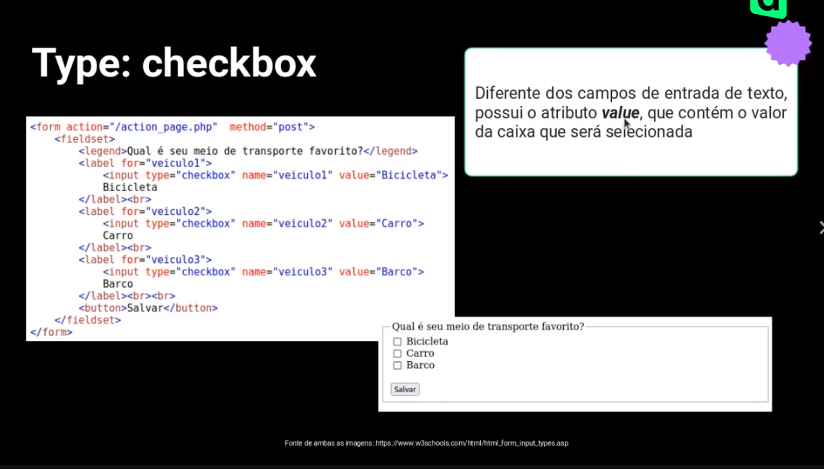 Type: checkbox
Diferente dos campos de entrada de texto,
possui o atributo value, que contém o valor
da caixa que será selecionada
<form action="/action_page.php" method="post">
<fieldset>
<legend>Qual é seu meio de transporte favorito?</legend>
<label for="veiculo1">
<input type="checkbox" name="veiculo1" value="Bicicleta">
Bicicleta
</label><br>
<label for="veiculo2">
<input type="checkbox" name="veiculo2" value="Carro">
Carro
</label><br>
<label for="veiculo3">
<input type="checkbox" name="veiculo3" value="Barco">
Barco
</label><br><br>
<button>Salvar</button>
</fieldset>
</form>
Qual é seu meio de transporte favorito?
Bicicleta
Carro
Barco
Salvar
Fonte de ambas as imagens: https://www.w3schools.com/html/html_form_input_types.asp